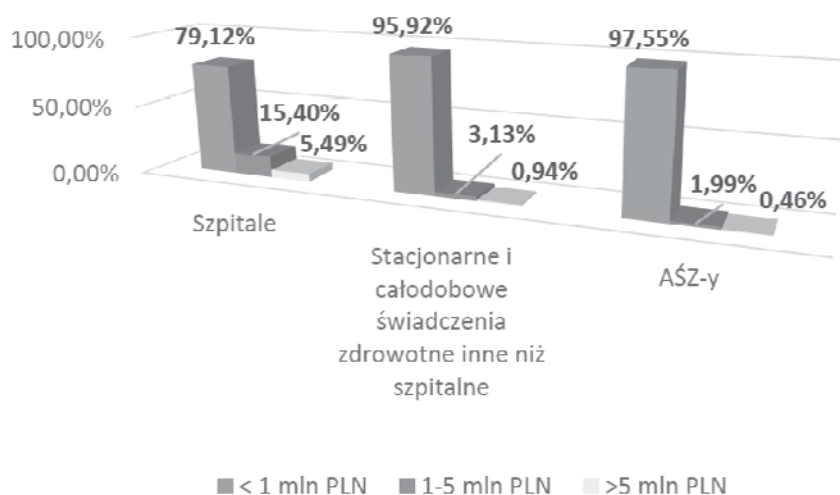 100,00%
50,00%
0,00%
79,12%
15,40%
5,49%
95,92%
3,13%
0,94%
97,55%
1,99%
0,46%
Szpitale
Stacjonarne i
całodobowe
świadczenia
zdrowotne inne niż
szpitalne
AŚZ-y
< 1 mln PLN
1-5 mln PLN
>5 mln PLN